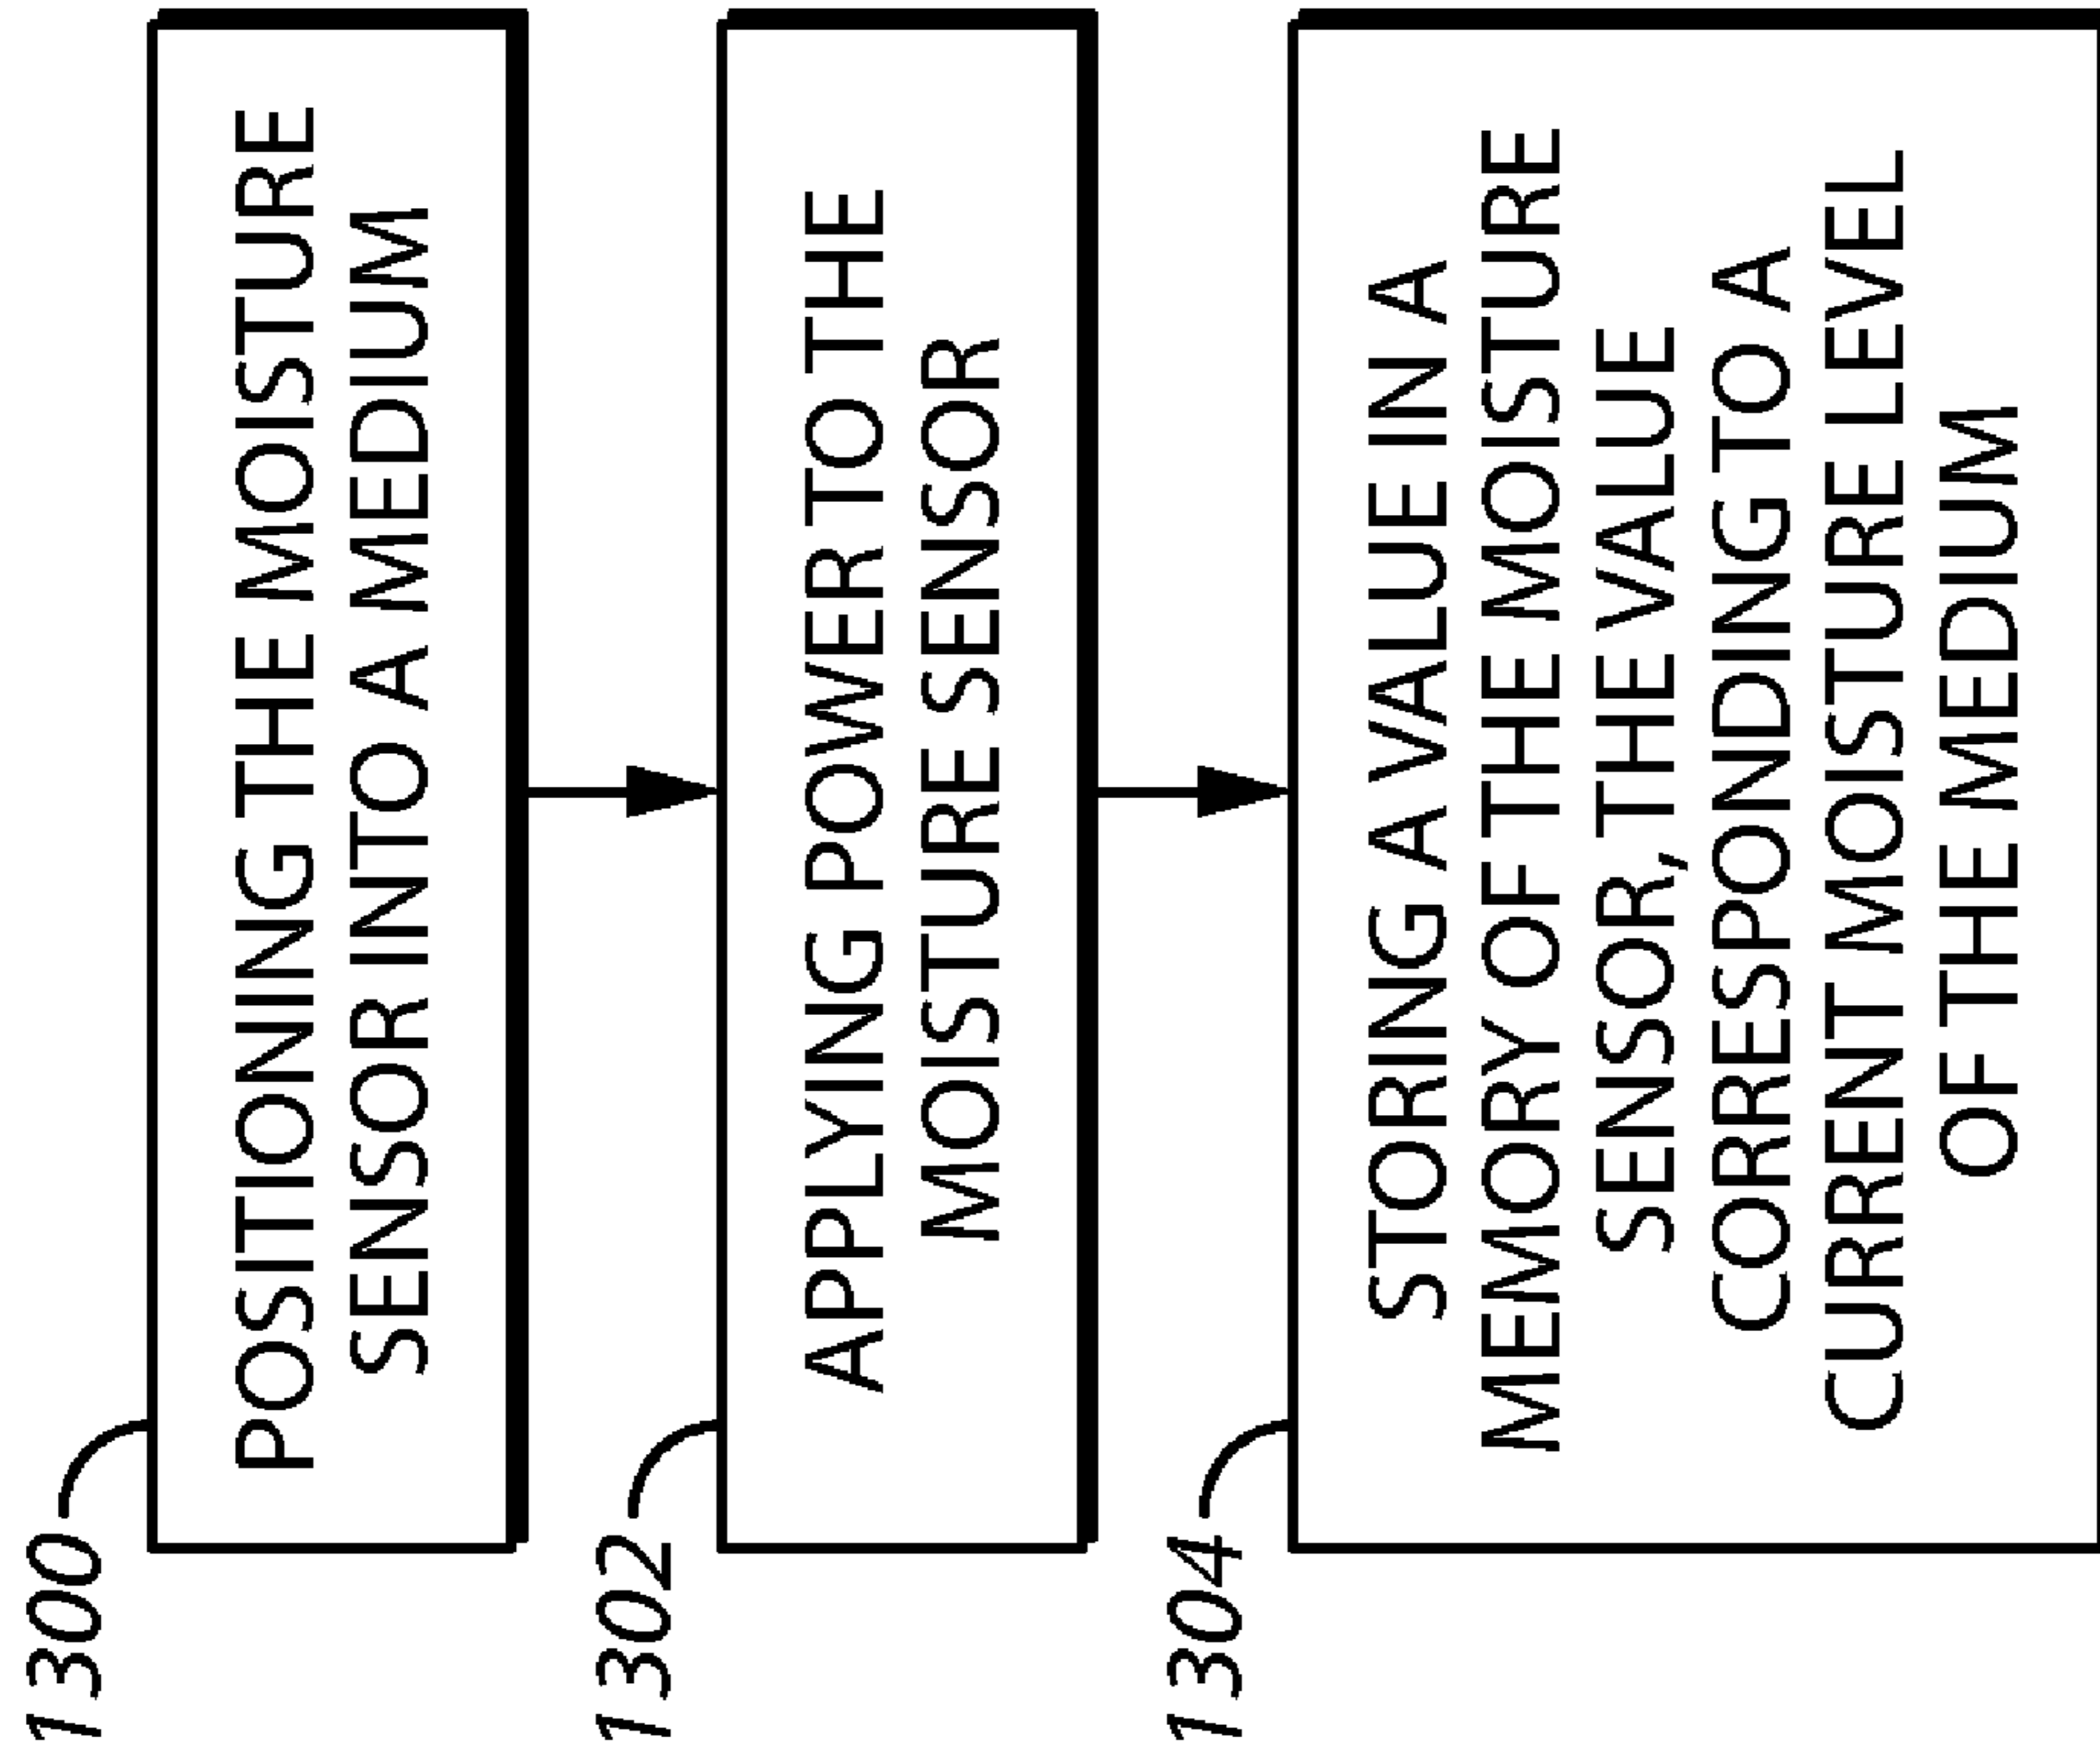 1300
POSITIONING THE MOISTURE
SENSOR INTO A MEDIUM
1302
APPLYING POWER TO THE
MOISTURE SENSOR
1304
STORING A VALUE IN A
MEMORY OF THE MOISTURE
SENSOR, THE VALUE
CORRESPONDING TO A
CURRENT MOISTURE LEVEL
OF THE MEDIUM